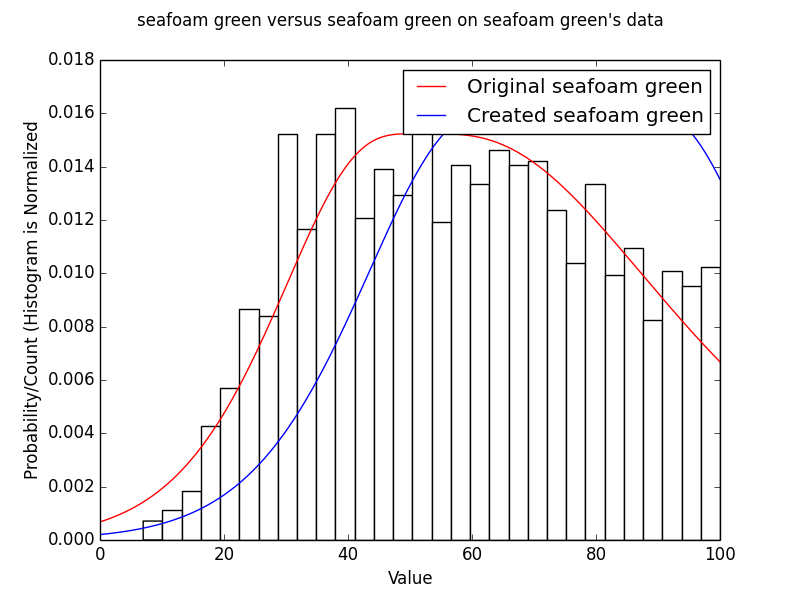 seafoam green versus seafoam green on seafoam green's data
0.018
0.016
0.014
0.012
0.010
0.008
0.006
0.004
0.002
0.000
Probability/Count (Histogram is Normalized
Original seafoam green
Created seafoam green
0 20 40 60 80 100
Value